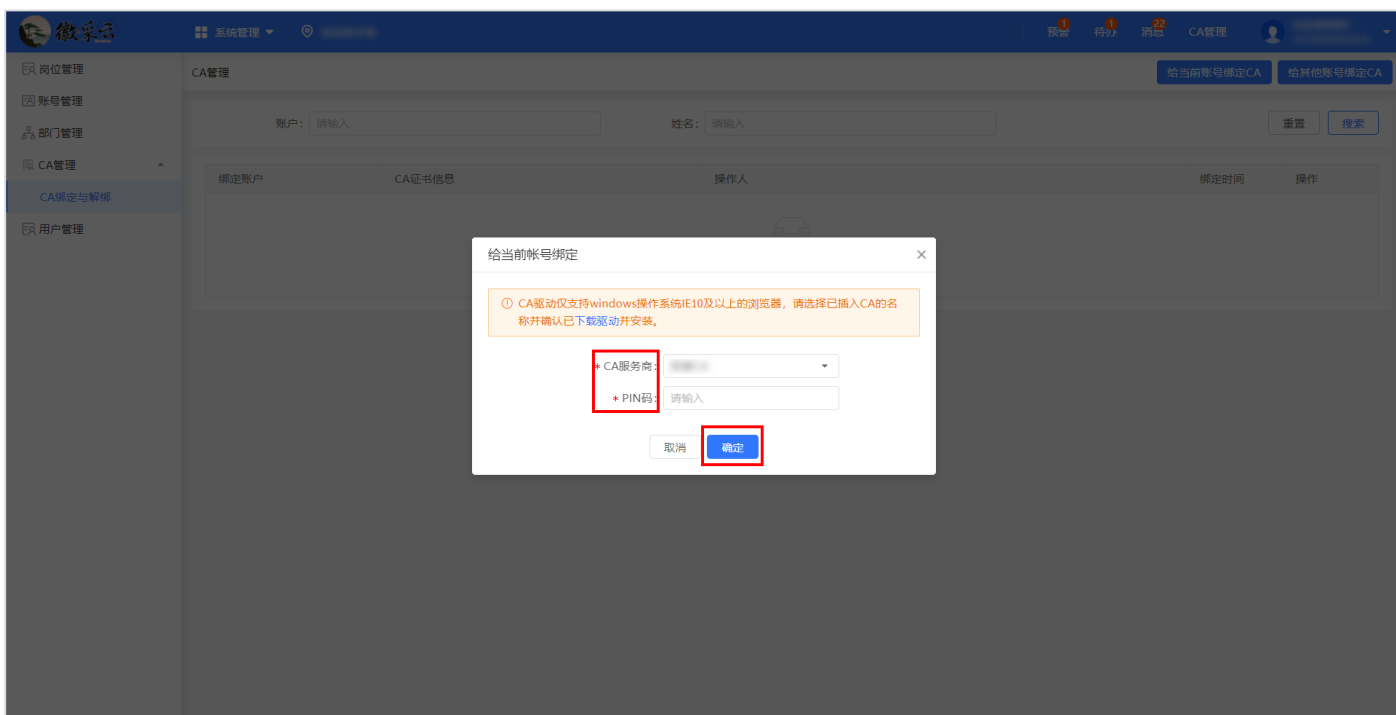 徽采云
系统管理
预警 1
待办 1
消息 22
CA管理
岗位管理
账号管理
部门管理
CA管理
CA绑定与解绑
用户管理
CA管理
给当前账号绑定CA
给其他账号绑定CA
账户: 请输入
姓名: 请输入
重置
搜索
绑定账户 CA证书信息 操作人 绑定时间 操作
给当前帐号绑定
CA驱动仅支持windows操作系统IE10及以上的浏览器，请选择已插入CA的名
称并确认已下载驱动并安装。
* CA服务商:
* PIN码: 请输入
取消
确定